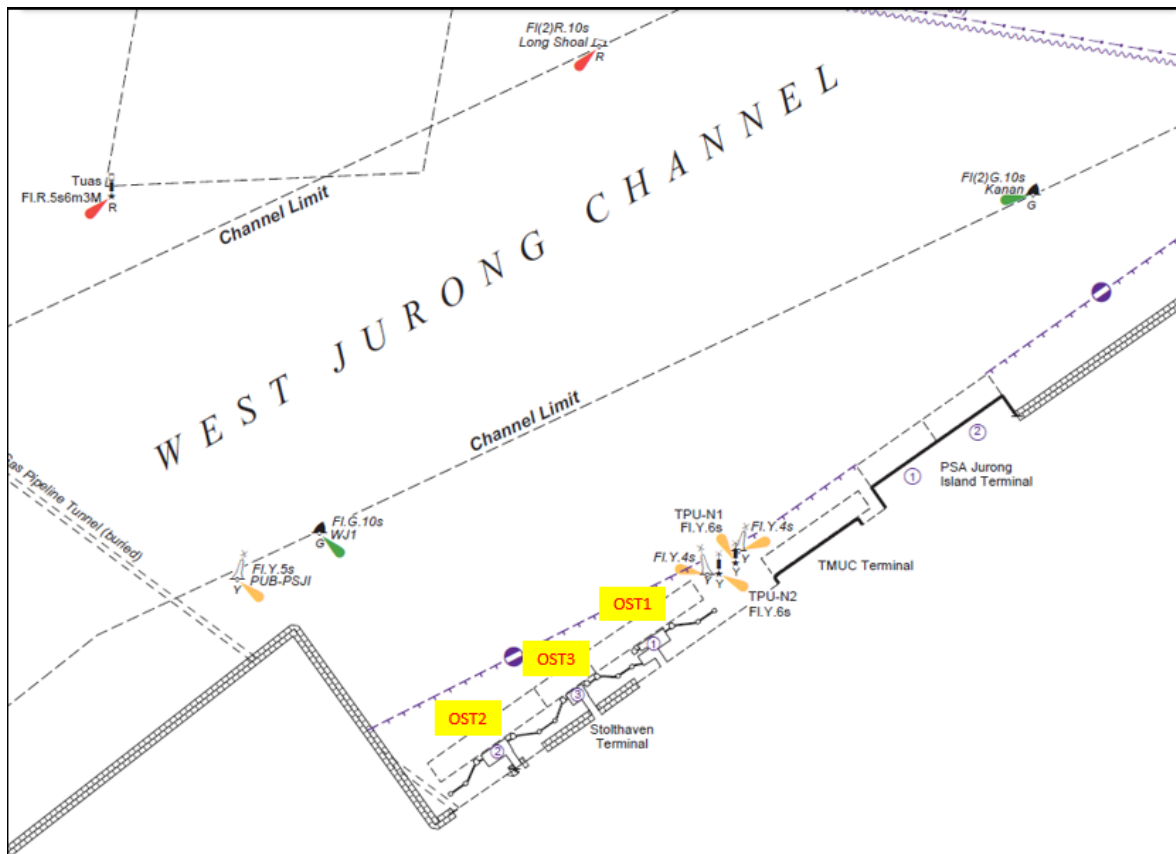 Fl(2)R.10s
Long Shoal
R
Tuas
Fl.R.5s6m3M
R
Channel Limit
WEST JURONG CHANNEL
Fl(2)G.10s
Kanan
G
Channel Limit
②
①
PSA Jurong
Island Terminal
Gas Pipeline Tunnel (buried)
Fl.G.10s
WJ1
G
Fl.Y.5s
PUB-PSJI
Y
TPU-N1
Fl.Y.6s
Fl.Y.4s
Y
Y
Fl.Y.4s
Y
Y
TPU-N2
Fl.Y.6s
TMUC Terminal
OST1
①
OST3
③
OST2
②
Stolthaven
Terminal